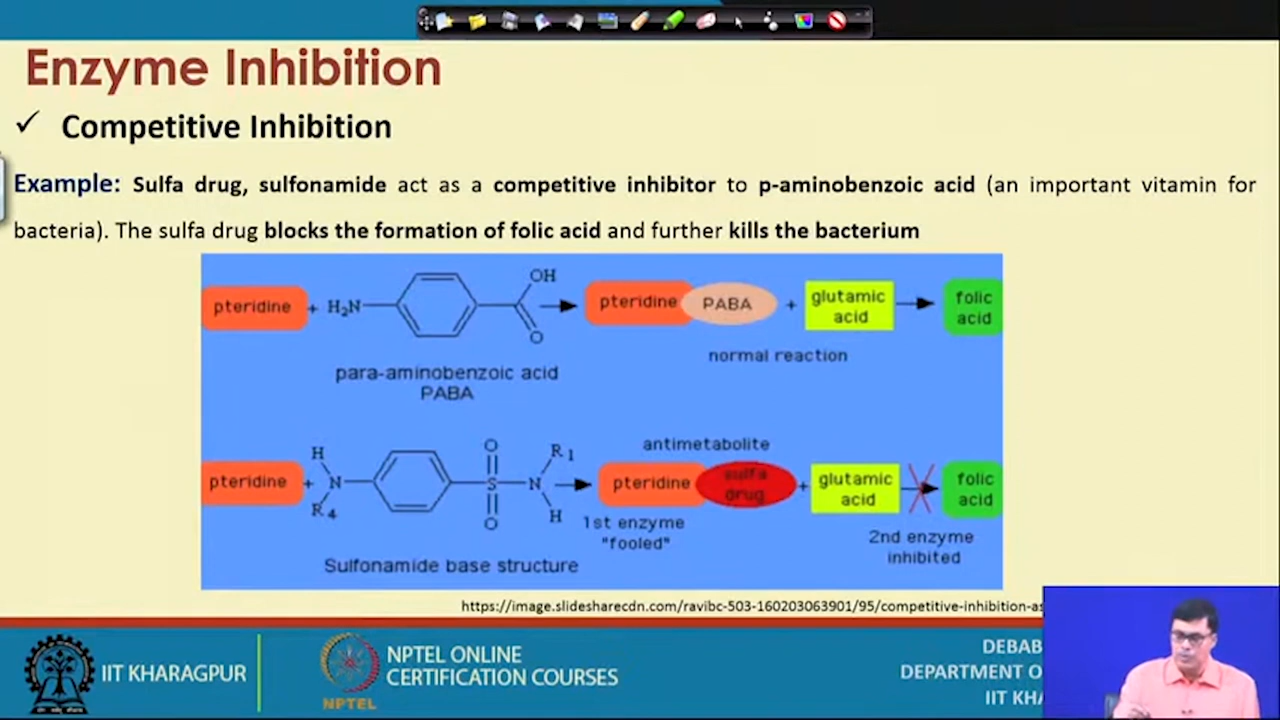 Enzyme Inhibition
✓ Competitive Inhibition
Example: Sulfa drug, sulfonamide act as a competitive inhibitor to p-aminobenzoic acid (an important vitamin for
bacteria). The sulfa drug blocks the formation of folic acid and further kills the bacterium
pteridine + H₂N OH O
para-aminobenzoic acid
PABA
pteridine PABA + glutamic
acid
folic
acid
normal reaction
pteridine + H N R₄ O S O N R₁ H
Sulfonamide base structure
antimetabolite
pteridine sulfa
drug + glutamic
acid
folic
acid
1st enzyme
"fooled"
2nd enzyme
inhibited
https://image.slidesharecdn.com/ravibc-503-160203063901/95/competitive-inhibition-as
IIT KHARAGPUR
NPTEL
NPTEL ONLINE
CERTIFICATION COURSES
DEBAB
DEPARTMENT O
IIT KHA